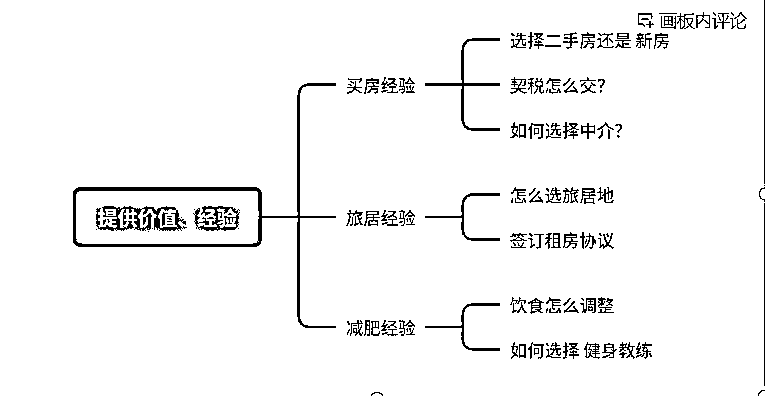 画板内评论
选择二手房还是 新房
买房经验
契税怎么交?
如何选择中介?
提供价值、经验
旅居经验
怎么选旅居地
签订租房协议
减肥经验
饮食怎么调整
如何选择 健身教练